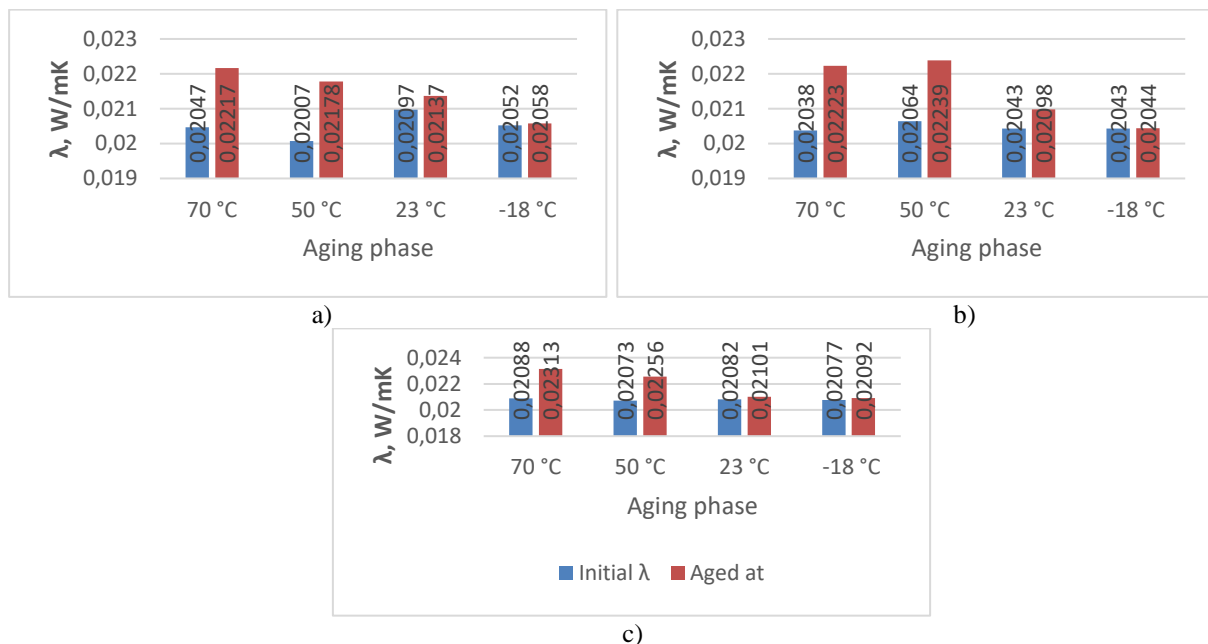 0,023
0,022
0,021
0,02
0,019
λ, W/mK
0,02047
0,02217
0,02007
0,02178
0,02097
0,02137
0,02052
0,02058
70 °C 50 °C 23 °C -18 °C
Aging phase
a)
0,023
0,022
0,021
0,02
0,019
λ, W/mK
0,02038
0,02223
0,02064
0,02239
0,02043
0,02098
0,02043
0,02044
70 °C 50 °C 23 °C -18 °C
Aging phase
b)
0,024
0,022
0,02
0,018
λ, W/mK
0,02088
0,02313
0,02073
0,02256
0,02082
0,02101
0,02077
0,02092
70 °C 50 °C 23 °C -18 °C
Aging phase
Initial λ Aged at
c)